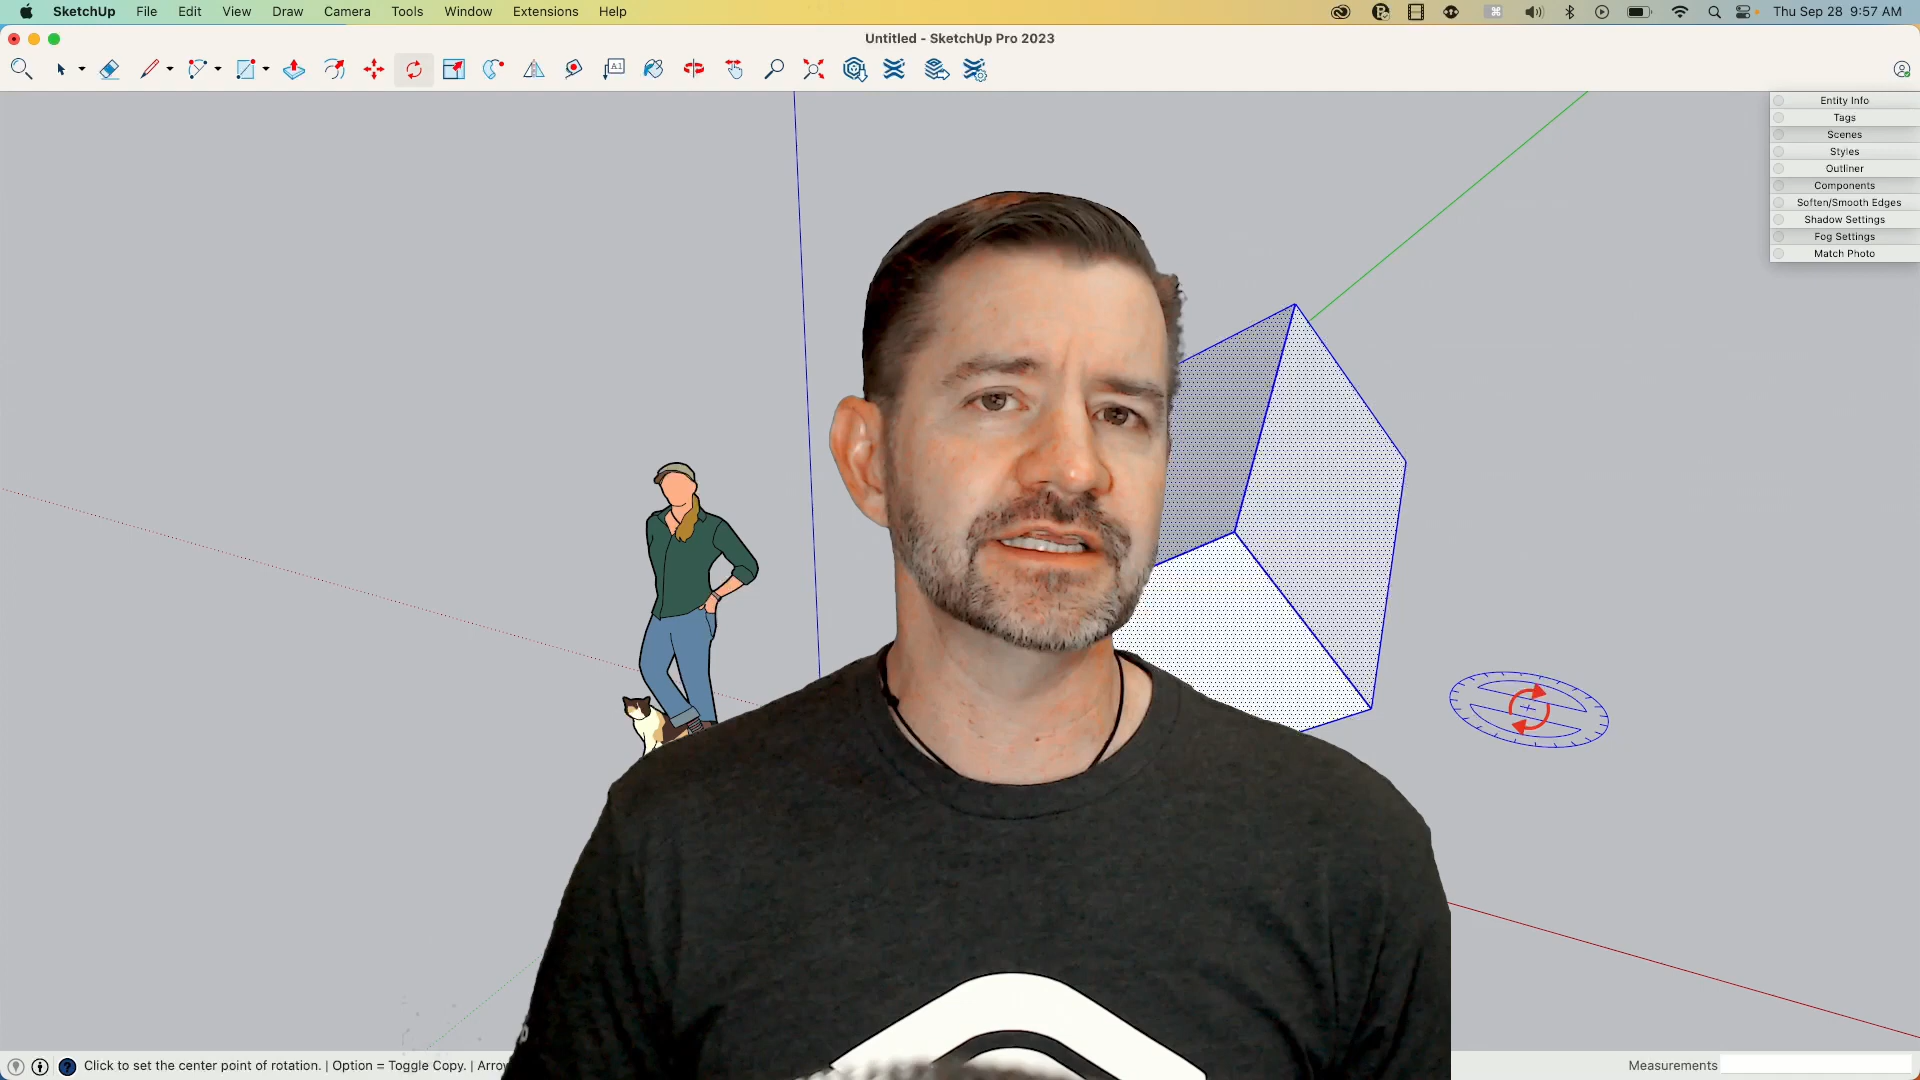 SketchUp File Edit View Draw Camera Tools Window Extensions Help
Thu Sep 28 9:57 AM
Untitled - SketchUp Pro 2023
A1
Entity Info
Tags
Scenes
Styles
Outliner
Components
Soften/Smooth Edges
Shadow Settings
Fog Settings
Match Photo
Click to set the center point of rotation. | Option = Toggle Copy. |
Measurements